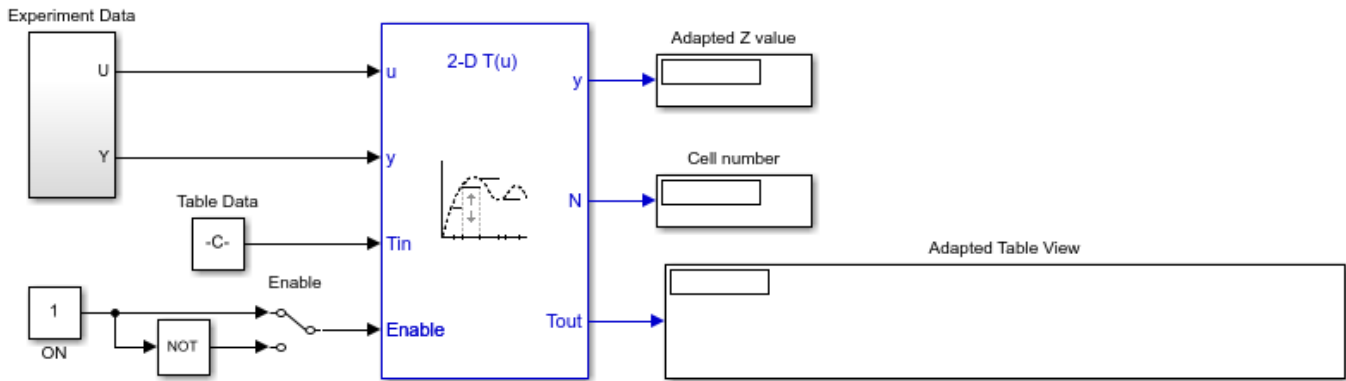 Experiment Data
U
Y
Table Data
-C-
Enable
1
ON
NOT
2-D T(u)
u
y
Tin
Enable
y
N
Tout
Adapted Z value
Cell number
Adapted Table View